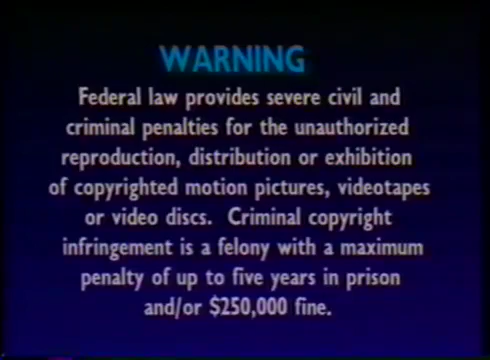 WARNING
Federal law provides severe civil and
criminal penalties for the unauthorized
reproduction, distribution or exhibition
of copyrighted motion pictures, videotapes
or video discs. Criminal copyright
infringement is a felony with a maximum
penalty of up to five years in prison
and/or $250,000 fine.